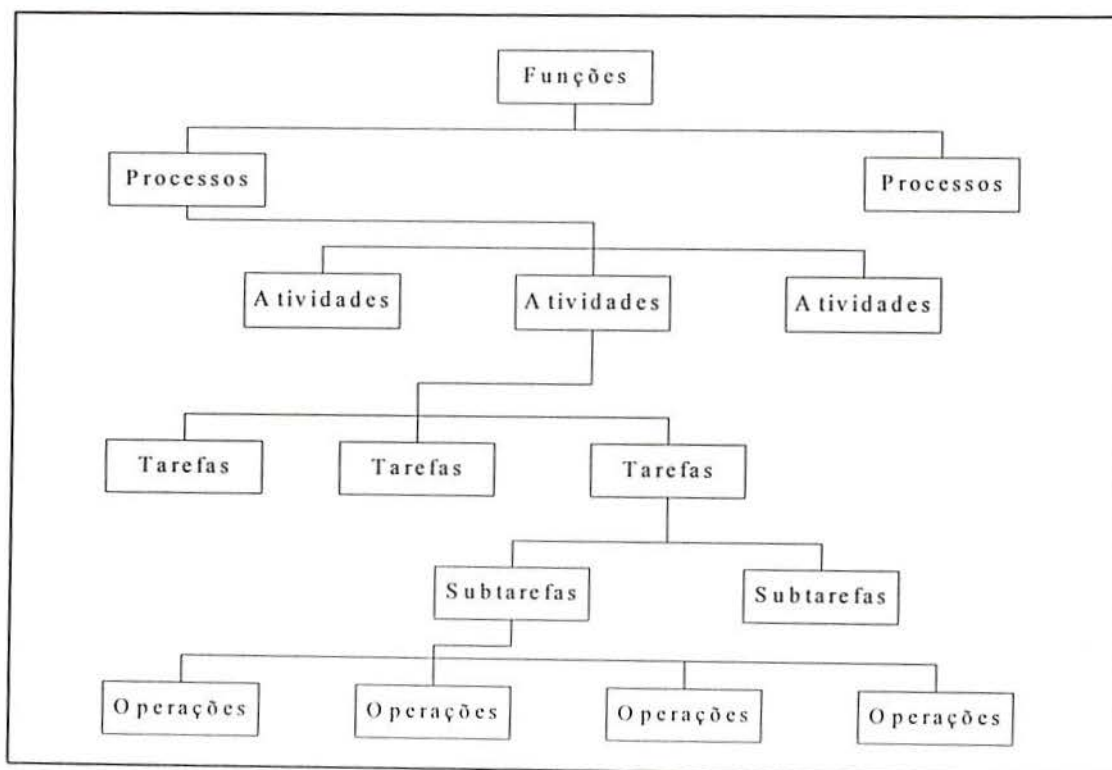 Funções
Processos
Processos
Atividades
Atividades
Atividades
Tarefas
Tarefas
Tarefas
Subtarefas
Subtarefas
Operações
Operações
Operações
Operações